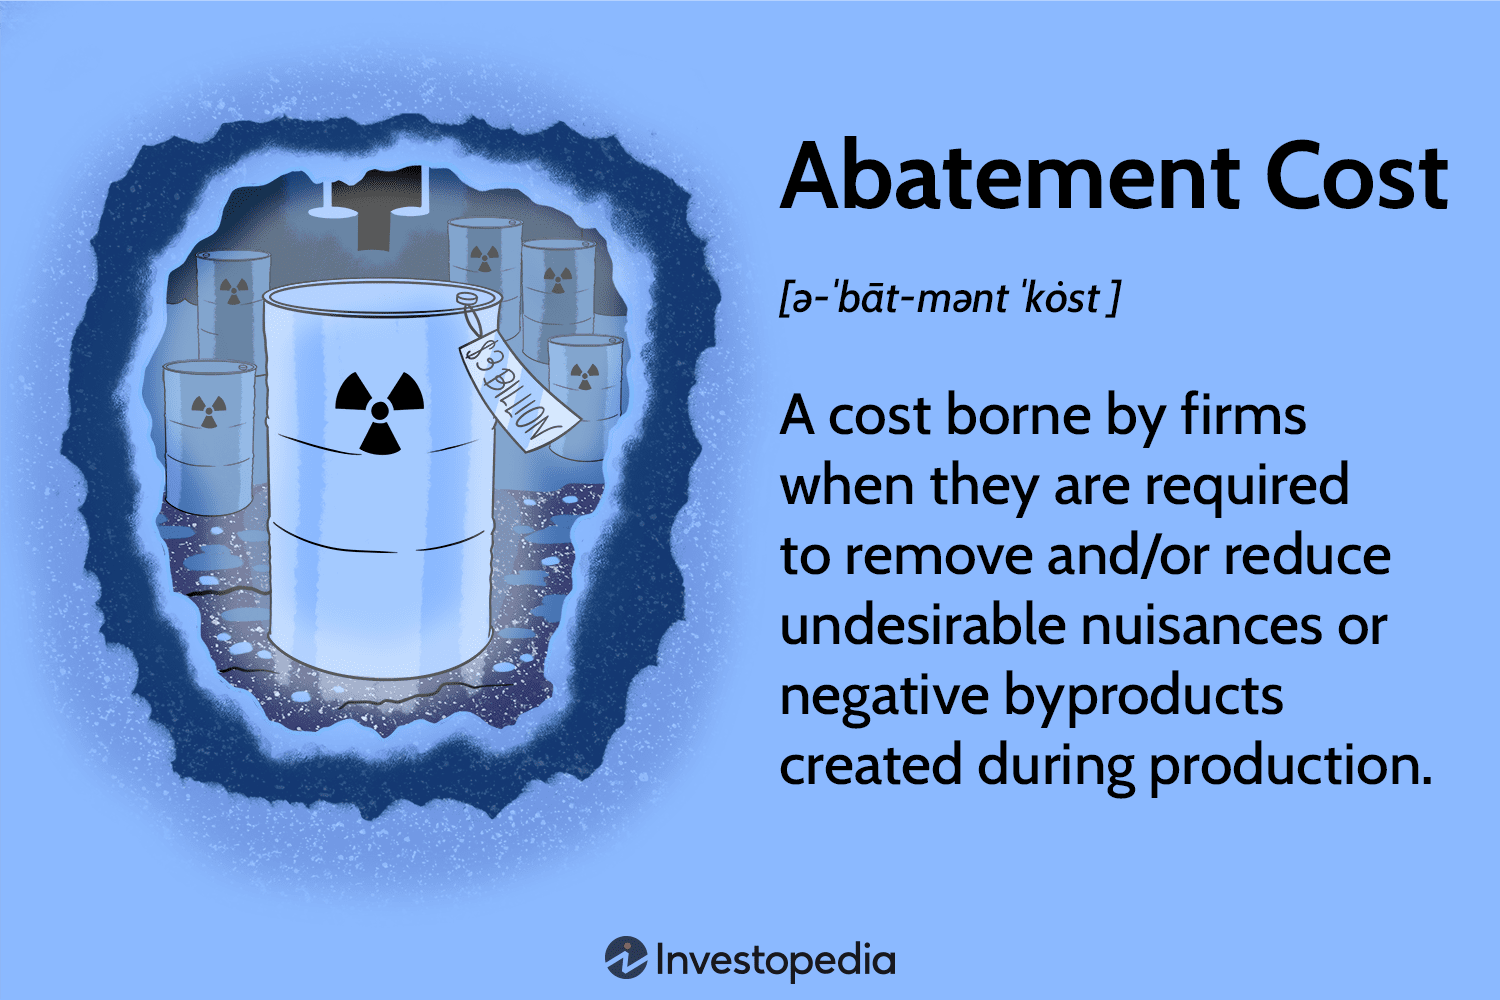 $3 BILLION
Abatement Cost
[ə-ˈbāt-mənt ˈkȯst ]
A cost borne by firms
when they are required
to remove and/or reduce
undesirable nuisances or
negative byproducts
created during production.
Investopedia